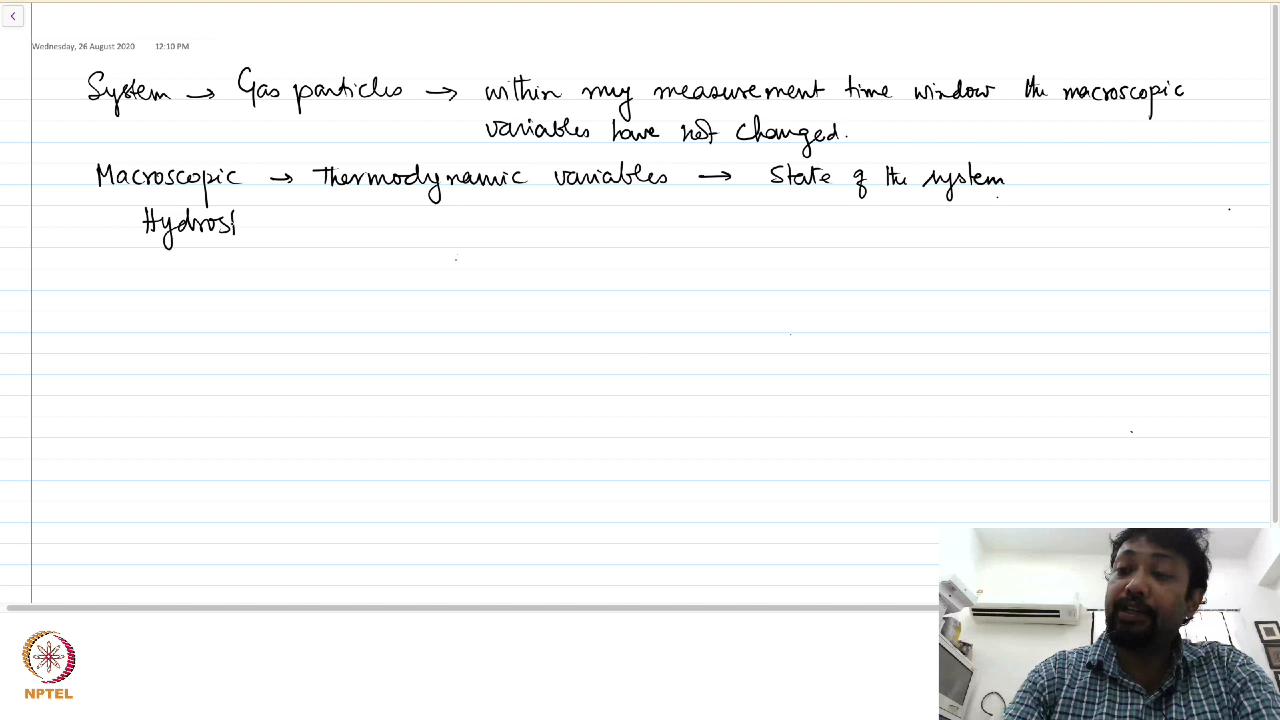 Wednesday, 26 August 2020 12:10 PM
System → Gas particles → within my measurement time window the macroscopic
variables have not changed.
Macroscopic → Thermodynamic variables → State of the system
Hydros
NPTEL